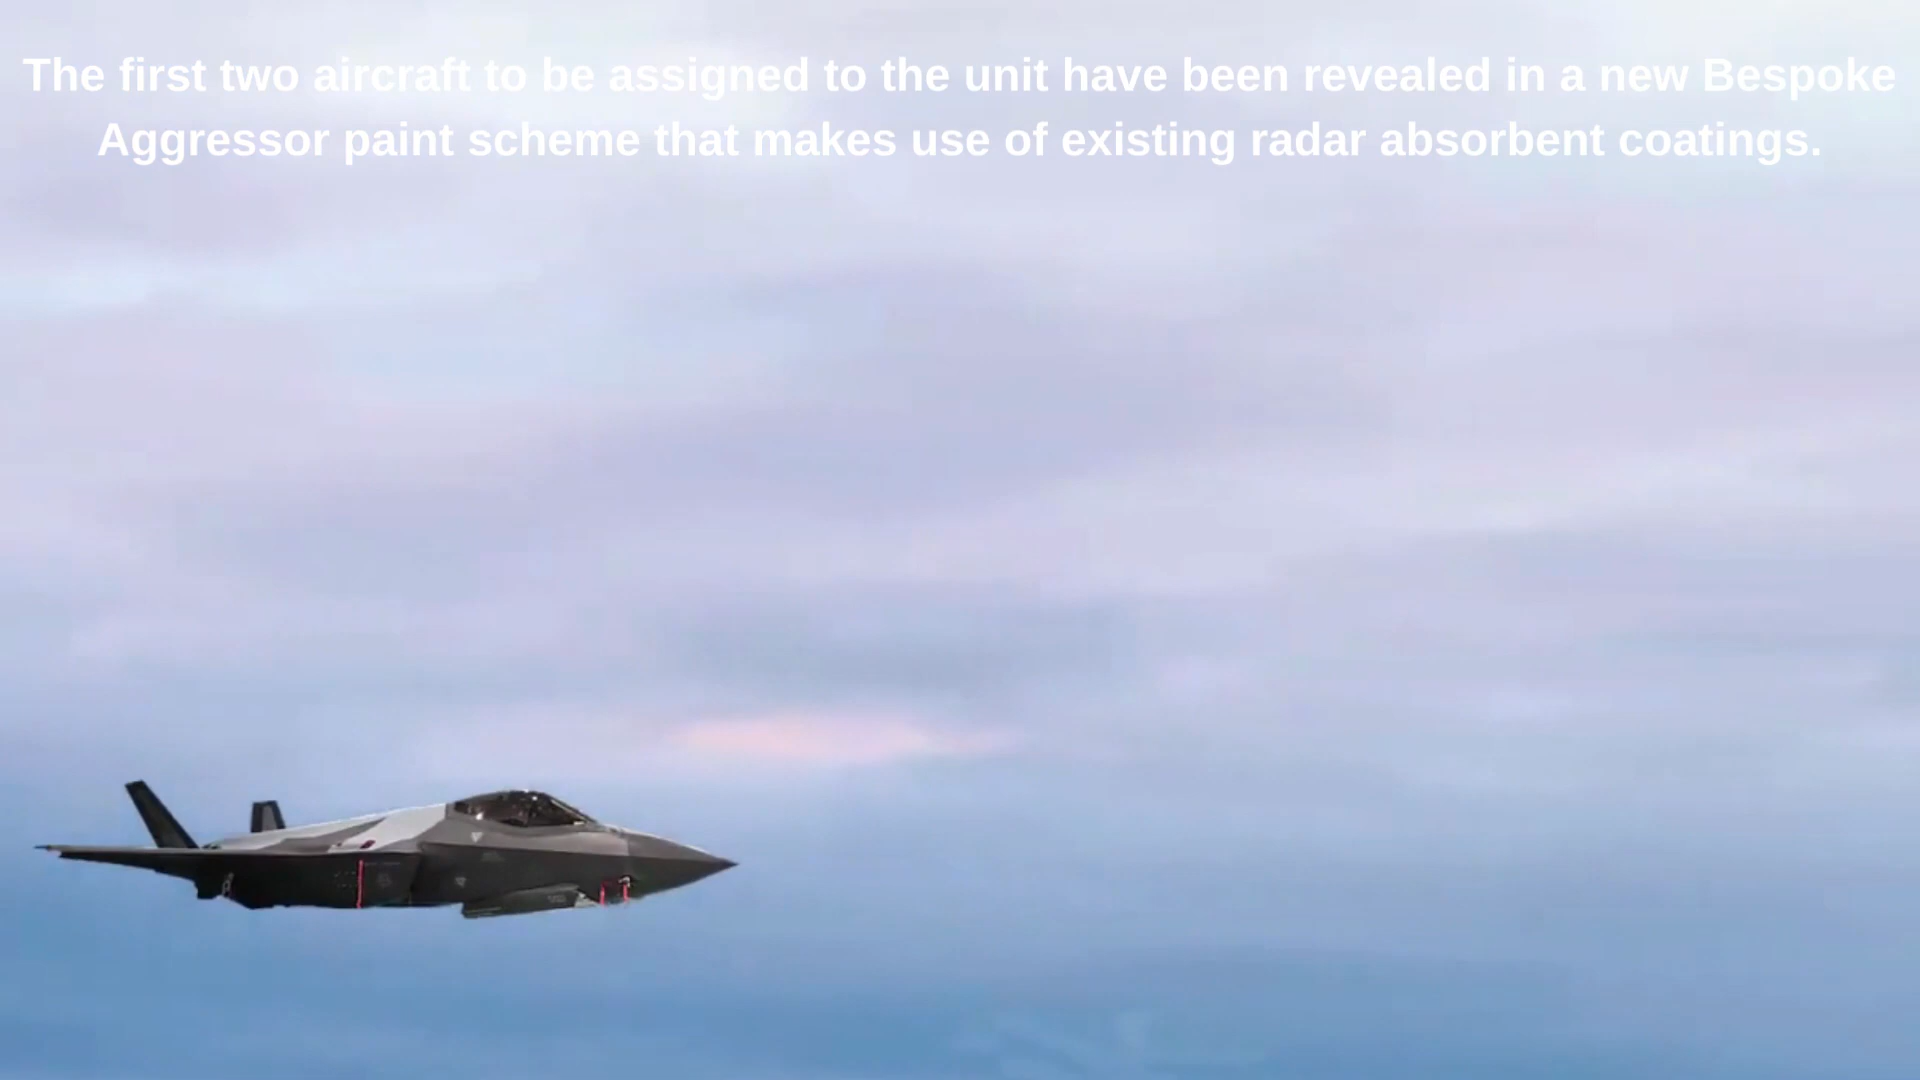 The first two aircraft to be assigned to the unit have been revealed in a new Bespoke
Aggressor paint scheme that makes use of existing radar absorbent coatings.